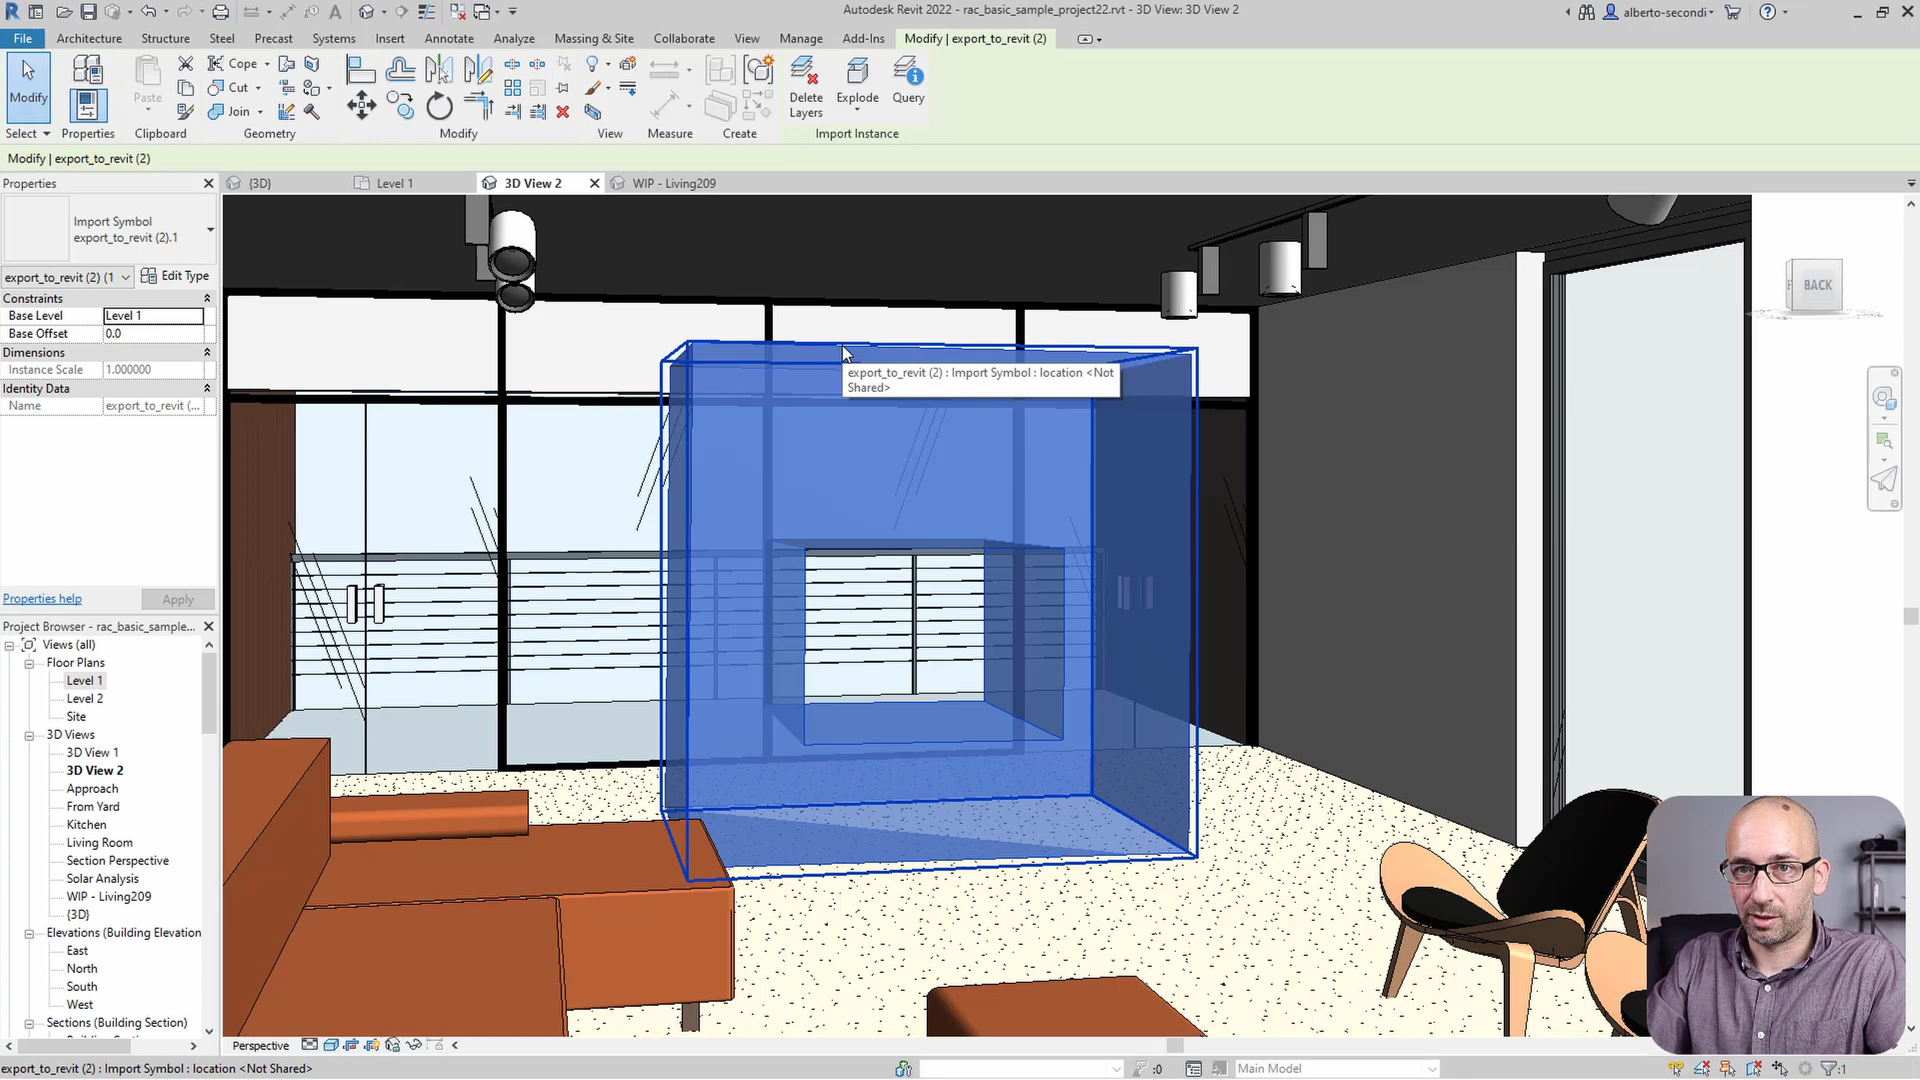 Autodesk Revit 2022 - rac_basic_sample_project22.rvt - 3D View: 3D View 2
alberto-secondi
File
Architecture
Structure
Steel
Precast
Systems
Insert
Annotate
Analyze
Massing & Site
Collaborate
View
Manage
Add-Ins
Modify | export_to_revit (2)
Modify
Paste
Cope
Cut
Join
Delete
Layers
Explode
Query
Select
Properties
Clipboard
Geometry
Modify
View
Measure
Create
Import Instance
Modify | export_to_revit (2)
Properties
{3D}
Level 1
3D View 2
WIP - Living209
Import Symbol
export_to_revit (2).1
export_to_revit (2) (1
Edit Type
Constraints
Base Level
Level 1
Base Offset
0.0
Dimensions
Instance Scale
1.000000
Identity Data
Name
export_to_revit (...
Properties help
Apply
export_to_revit (2) : Import Symbol : location <Not
Shared>
BACK
Project Browser - rac_basic_sample...
Views (all)
Floor Plans
Level 1
Level 2
Site
3D Views
3D View 1
3D View 2
Approach
From Yard
Kitchen
Living Room
Section Perspective
Solar Analysis
WIP - Living209
{3D}
Elevations (Building Elevation
East
North
South
West
Sections (Building Section)
Perspective
export_to_revit (2) : Import Symbol : location <Not Shared>
:0
Main Model
:1